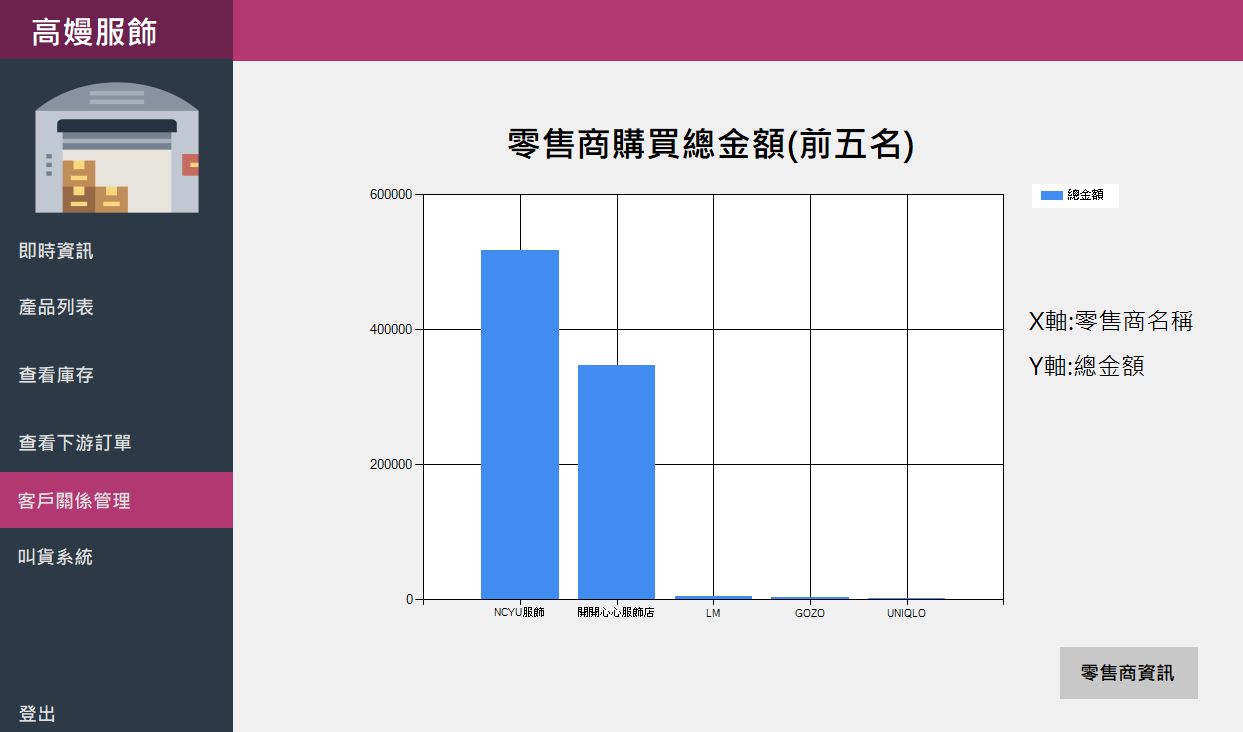 高嫚服飾
即時資訊
產品列表
查看庫存
查看下游訂單
客戶關係管理
叫貨系統
登出
零售商購買總金額(前五名)
600000
400000
200000
0
NCYU服飾
開開心心服飾店
LM
GOZO
UNIQLO
總金額
X軸:零售商名稱
Y軸:總金額
零售商資訊